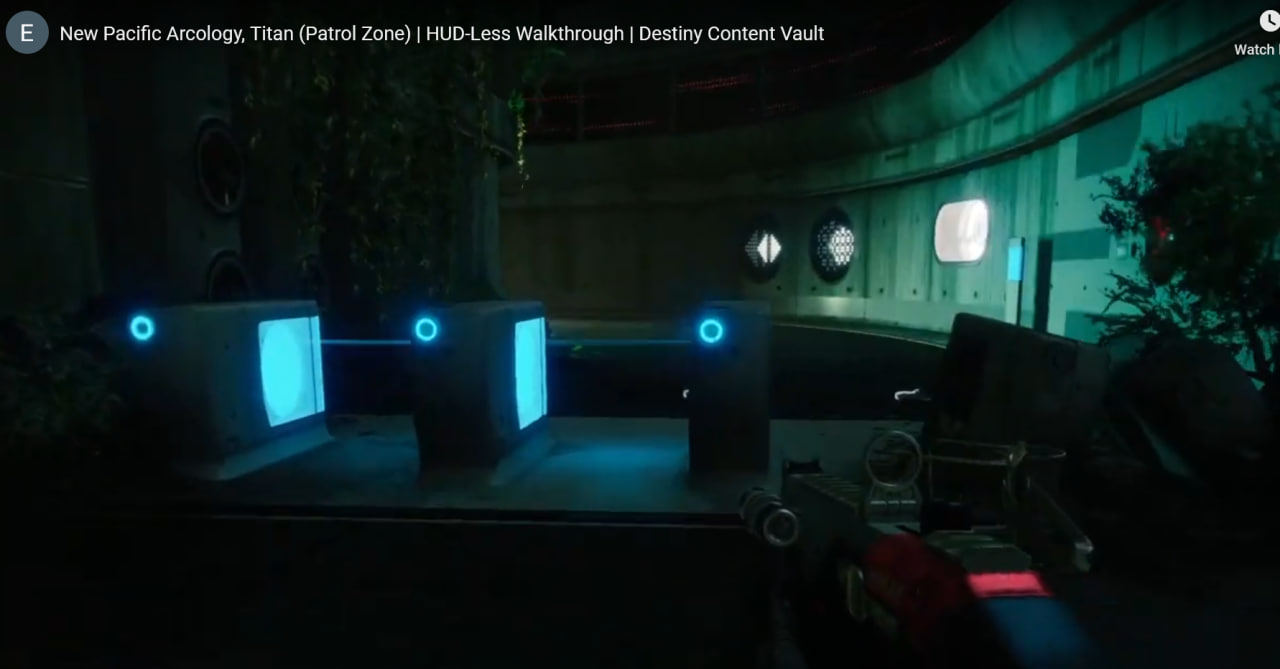 E
New Pacific Arcology, Titan (Patrol Zone) | HUD-Less Walkthrough | Destiny Content Vault
Watch